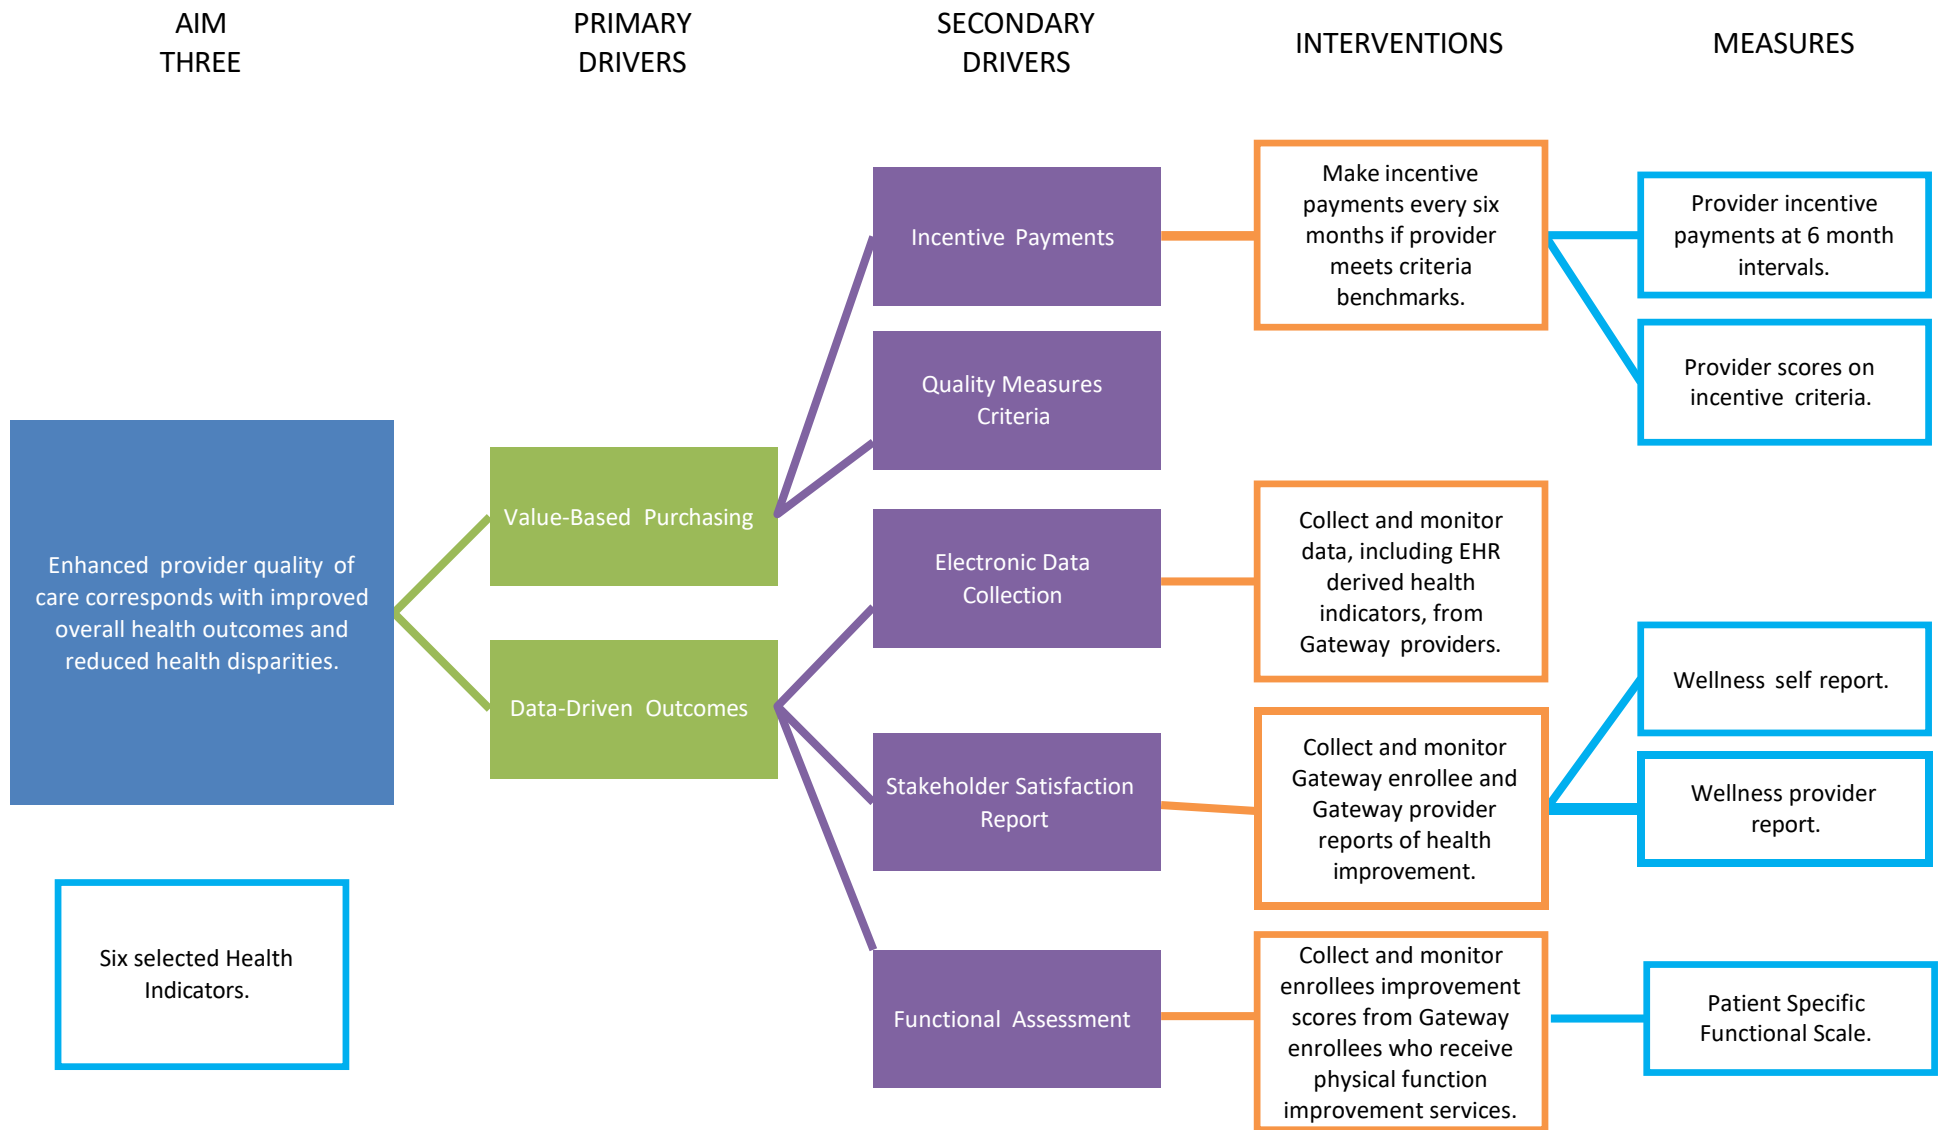 AIM
THREE
PRIMARY
DRIVERS
SECONDARY
DRIVERS
INTERVENTIONS
MEASURES
Enhanced provider quality of
care corresponds with improved
overall health outcomes and
reduced health disparities.
Six selected Health
Indicators.
Value-Based Purchasing
Data-Driven Outcomes
Incentive Payments
Quality Measures
Criteria
Electronic Data
Collection
Stakeholder Satisfaction
Report
Functional Assessment
Make incentive
payments every six
months if provider
meets criteria
benchmarks.
Collect and monitor
data, including EHR
derived health
indicators, from
Gateway providers.
Collect and monitor
Gateway enrollee and
Gateway provider
reports of health
improvement.
Collect and monitor
enrollees improvement
scores from Gateway
enrollees who receive
physical function
improvement services.
Provider incentive
payments at 6 month
intervals.
Provider scores on
incentive criteria.
Wellness self report.
Wellness provider
report.
Patient Specific
Functional Scale.